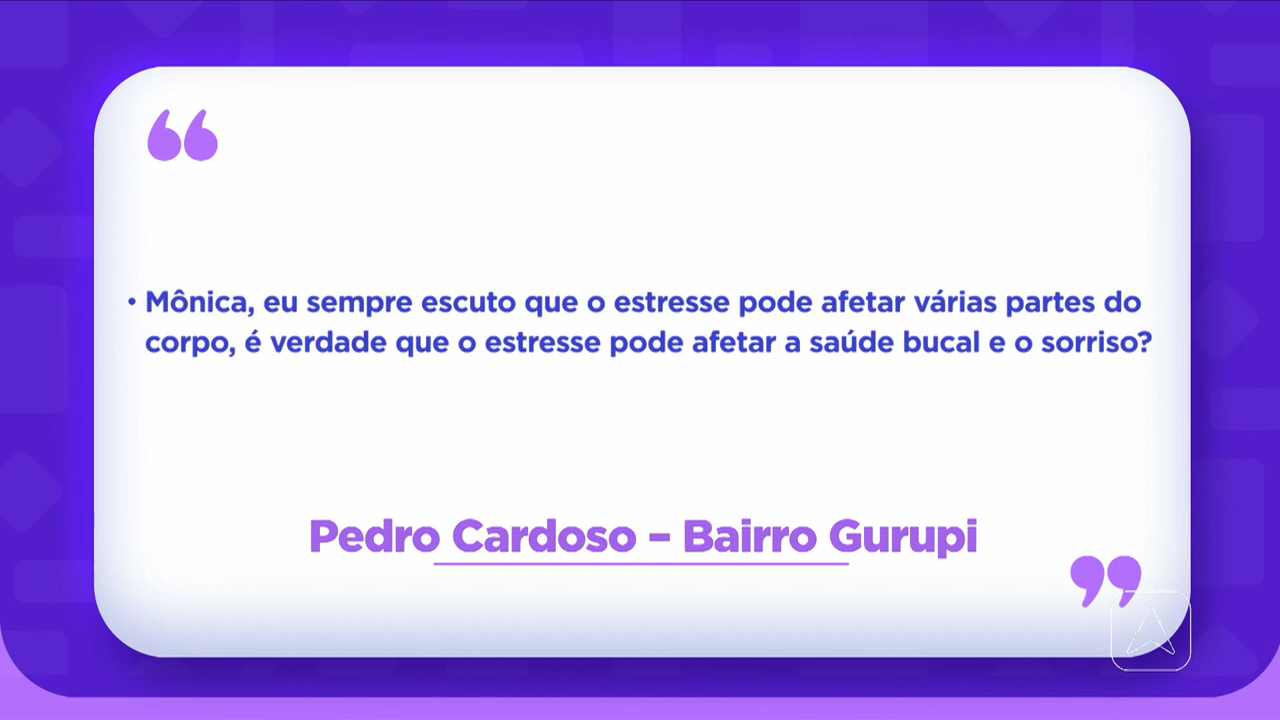 “
• Mônica, eu sempre escuto que o estresse pode afetar várias partes do
corpo, é verdade que o estresse pode afetar a saúde bucal e o sorriso?
Pedro Cardoso – Bairro Gurupi
”